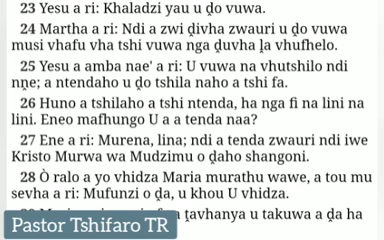 23 Yesu a ri: Khaladzi yau u ḓo vuwa.
24 Martha a ri: Ndi a zwi ḓivha zwauri u ḓo vuwa
musi vhafu vha tshi vuwa nga ḓuvha ḽa vhufhelo.
25 Yesu a amba nae' a ri: U vuwa na vhutshilo ndi
nṋe; a ntendaho u ḓo tshila naho a tshi fa.
26 Huno a tshilaho a tshi ntenda, ha nga fi na lini na
lini. Eneo mafhungo U a a tenda naa?
27 Ene a ri: Murena, lina; ndi a tenda zwauri ndi iwe
Kristo Murwa wa Mudzimu o ḓaho shangoni.
28 Ò ralo a yo vhidza Maria murathu wawe, a tou mu
sevha a ri: Mufunzi o ḓa, u khou U vhidza.
ṱavhanya u takuwa a ḓa ha
Pastor Tshifaro TR